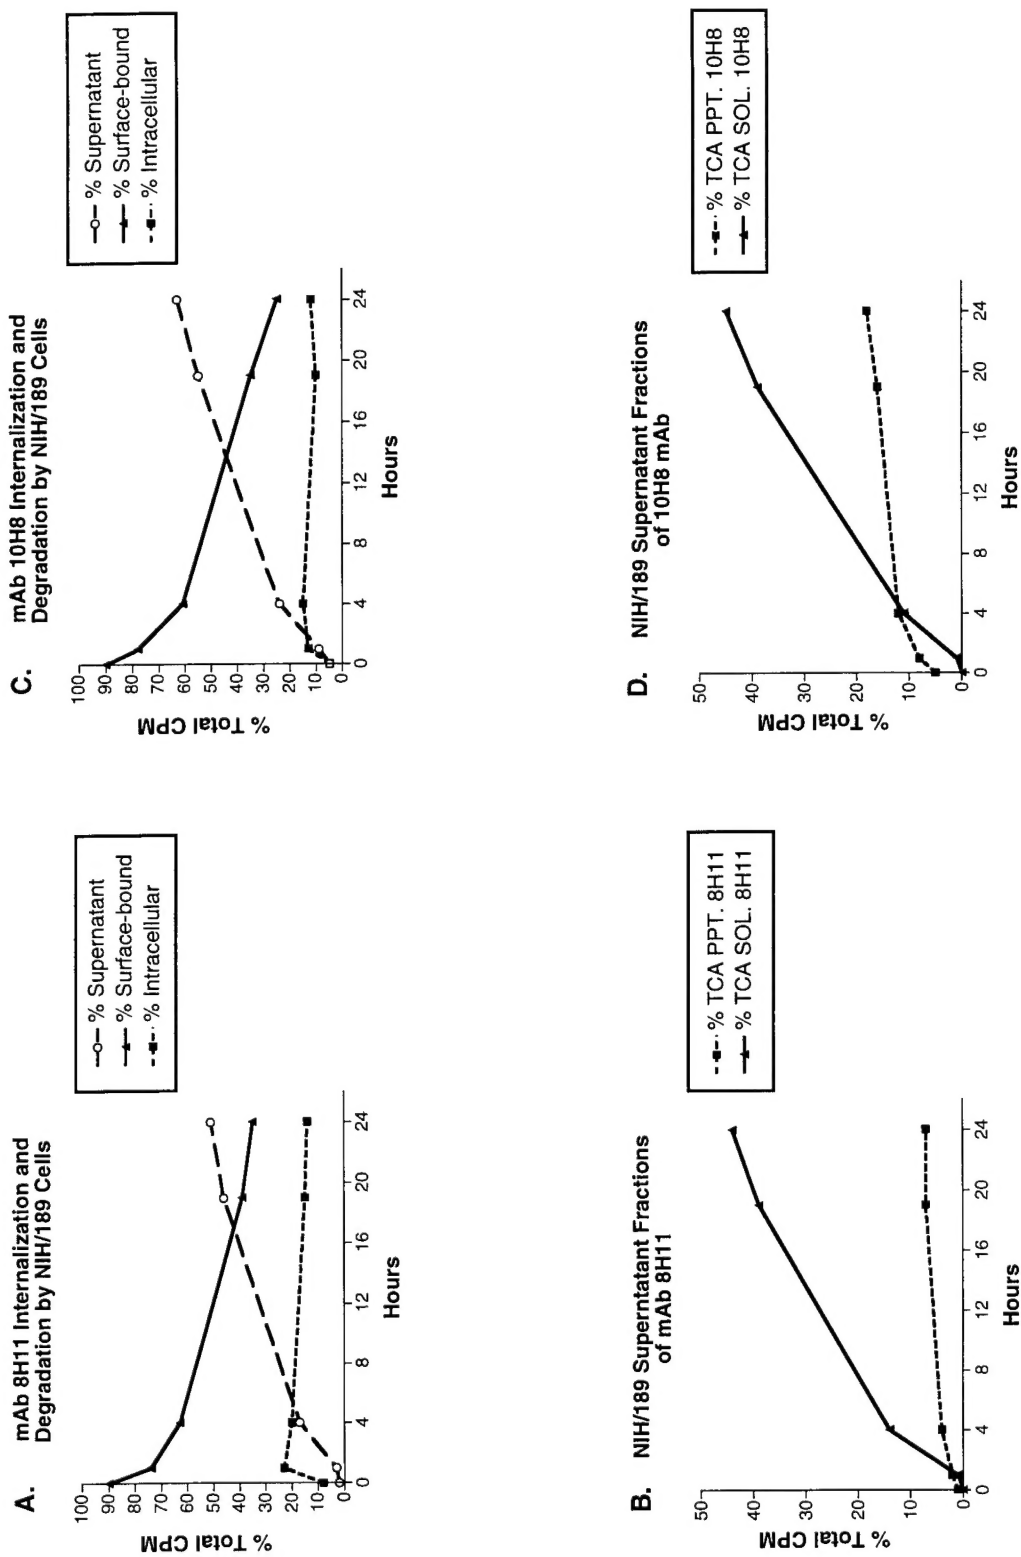 A.
mAb 8H11 Internalization and
Degradation by NIH/189 Cells
% Total CPM
100
90
80
70
60
50
40
30
20
10
0
0 4 8 12 16 20 24
Hours
% Supernatant
% Surface-bound
% Intracellular
C.
mAb 10H8 Internalization and
Degradation by NIH/189 Cells
% Total CPM
100
90
80
70
60
50
40
30
20
10
0
0 4 8 12 16 20 24
Hours
% Supernatant
% Surface-bound
% Intracellular
B.
NIH/189 Superntatant Fractions
of mAb 8H11
% Total CPM
50
40
30
20
10
0
0 4 8 12 16 20 24
Hours
% TCA PPT. 8H11
% TCA SOL. 8H11
D.
NIH/189 Supernatant Fractions
of 10H8 mAb
% Total CPM
50
40
30
20
10
0
0 4 8 12 16 20 24
Hours
% TCA PPT. 10H8
% TCA SOL. 10H8